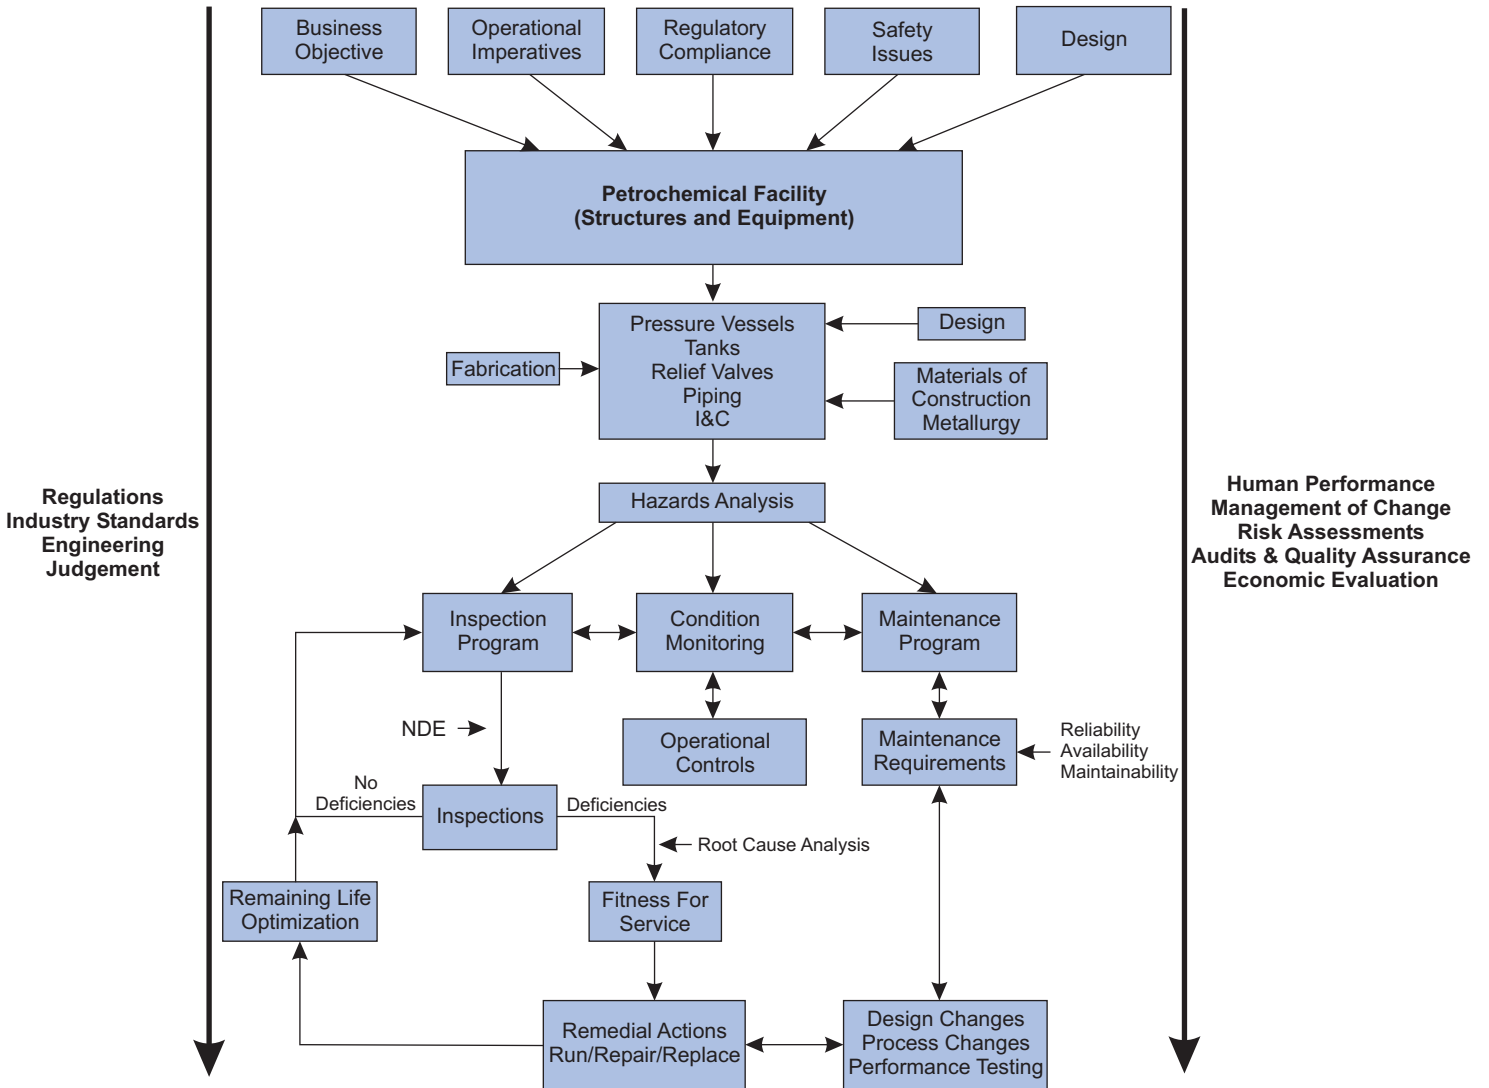 Business
Objective
Operational
Imperatives
Regulatory
Compliance
Safety
Issues
Design
Petrochemical Facility
(Structures and Equipment)
Pressure Vessels
Tanks
Relief Valves
Piping
I&C
Design
Fabrication
Materials of
Construction
Metallurgy
Hazards Analysis
Regulations
Industry Standards
Engineering
Judgement
Human Performance
Management of Change
Risk Assessments
Audits & Quality Assurance
Economic Evaluation
Inspection
Program
Condition
Monitoring
Maintenance
Program
NDE
Operational
Controls
Maintenance
Requirements
Reliability
Availability
Maintainability
No
Deficiencies
Inspections
Deficiencies
Root Cause Analysis
Remaining Life
Optimization
Fitness For
Service
Remedial Actions
Run/Repair/Replace
Design Changes
Process Changes
Performance Testing